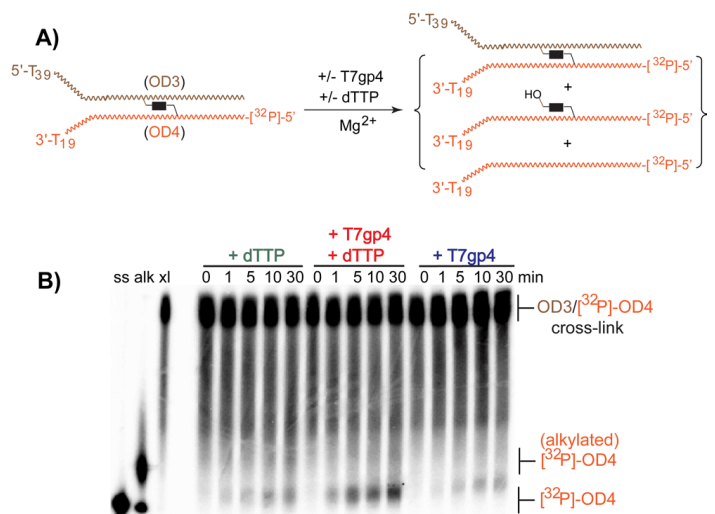 A)
5'-T39
(OD3)
(OD4)
-[32P]-5'
3'-T19
+/- T7gp4
+/- dTTP
Mg2+
-[32P]-5'
3'-T19
+
HO
-[32P]-5'
3'-T19
+
-[32P]-5'
3'-T19
B)
ss alk xl
+ dTTP
+ T7gp4
+ dTTP
+ T7gp4
0 1 5 10 30 0 1 5 10 30 0 1 5 10 30 min
OD3/[32P]-OD4
cross-link
(alkylated)
[32P]-OD4
[32P]-OD4